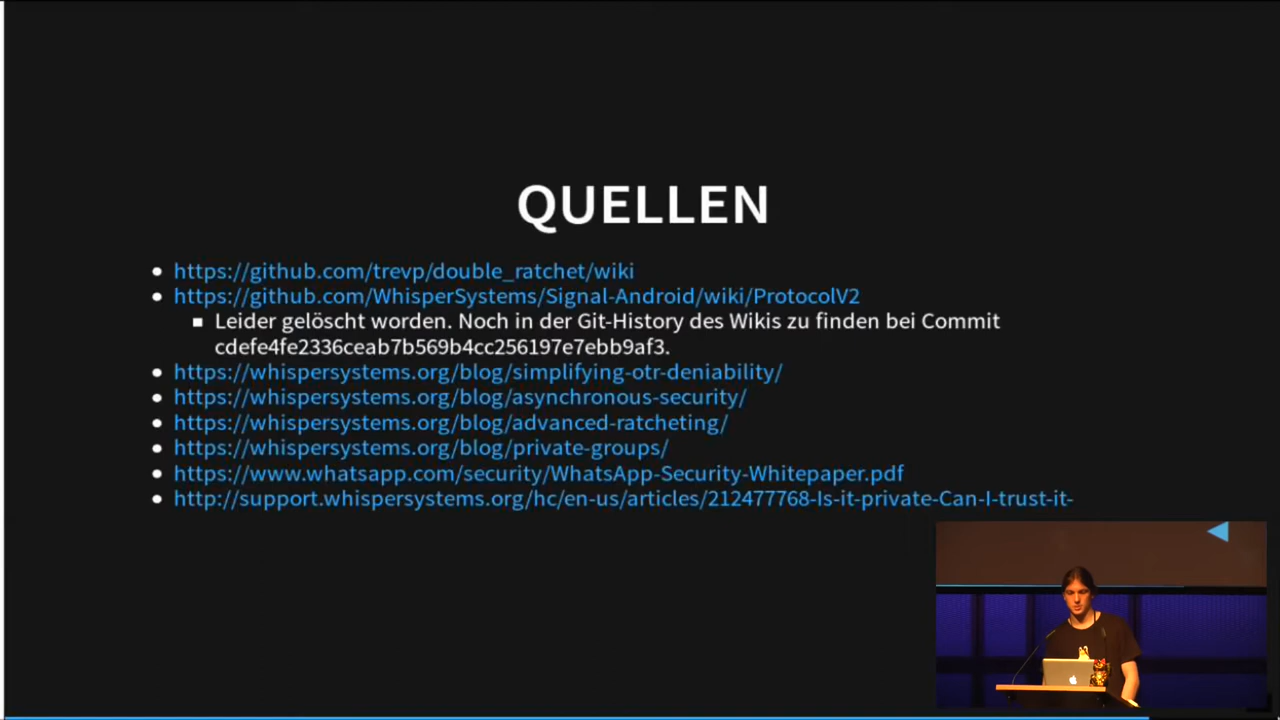 QUELLEN
https://github.com/trevp/double_ratchet/wiki
https://github.com/WhisperSystems/Signal-Android/wiki/ProtocolV2
Leider gelöscht worden. Noch in der Git-History des Wikis zu finden bei Commit
cdefe4fe2336ceab7b569b4cc256197e7ebb9af3.
https://whispersystems.org/blog/simplifying-otr-deniability/
https://whispersystems.org/blog/asynchronous-security/
https://whispersystems.org/blog/advanced-ratcheting/
https://whispersystems.org/blog/private-groups/
https://www.whatsapp.com/security/WhatsApp-Security-Whitepaper.pdf
http://support.whispersystems.org/hc/en-us/articles/212477768-Is-it-private-Can-I-trust-it-